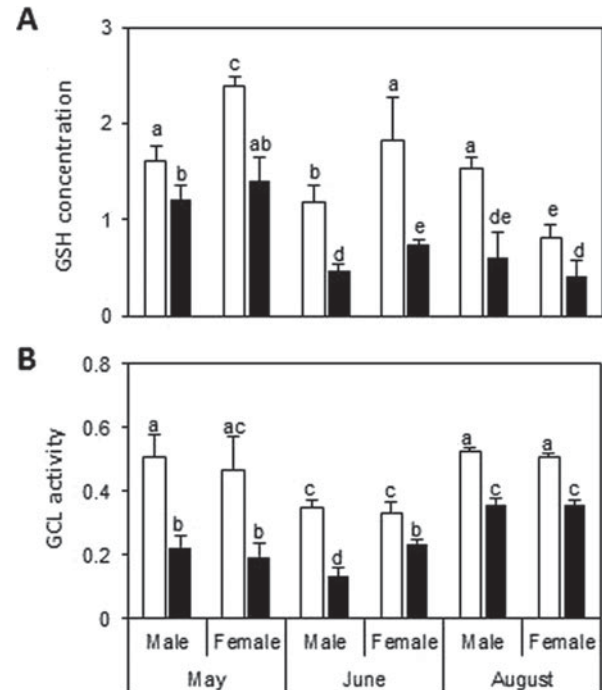 A
3
2
1
0
GSH concentration
a
b
c
ab
b
d
a
e
a
de
e
d
B
0.8
0.6
0.4
0.2
0
GCL activity
a
b
ac
b
c
d
c
b
a
c
a
c
Male Female Male Female Male Female
May June August